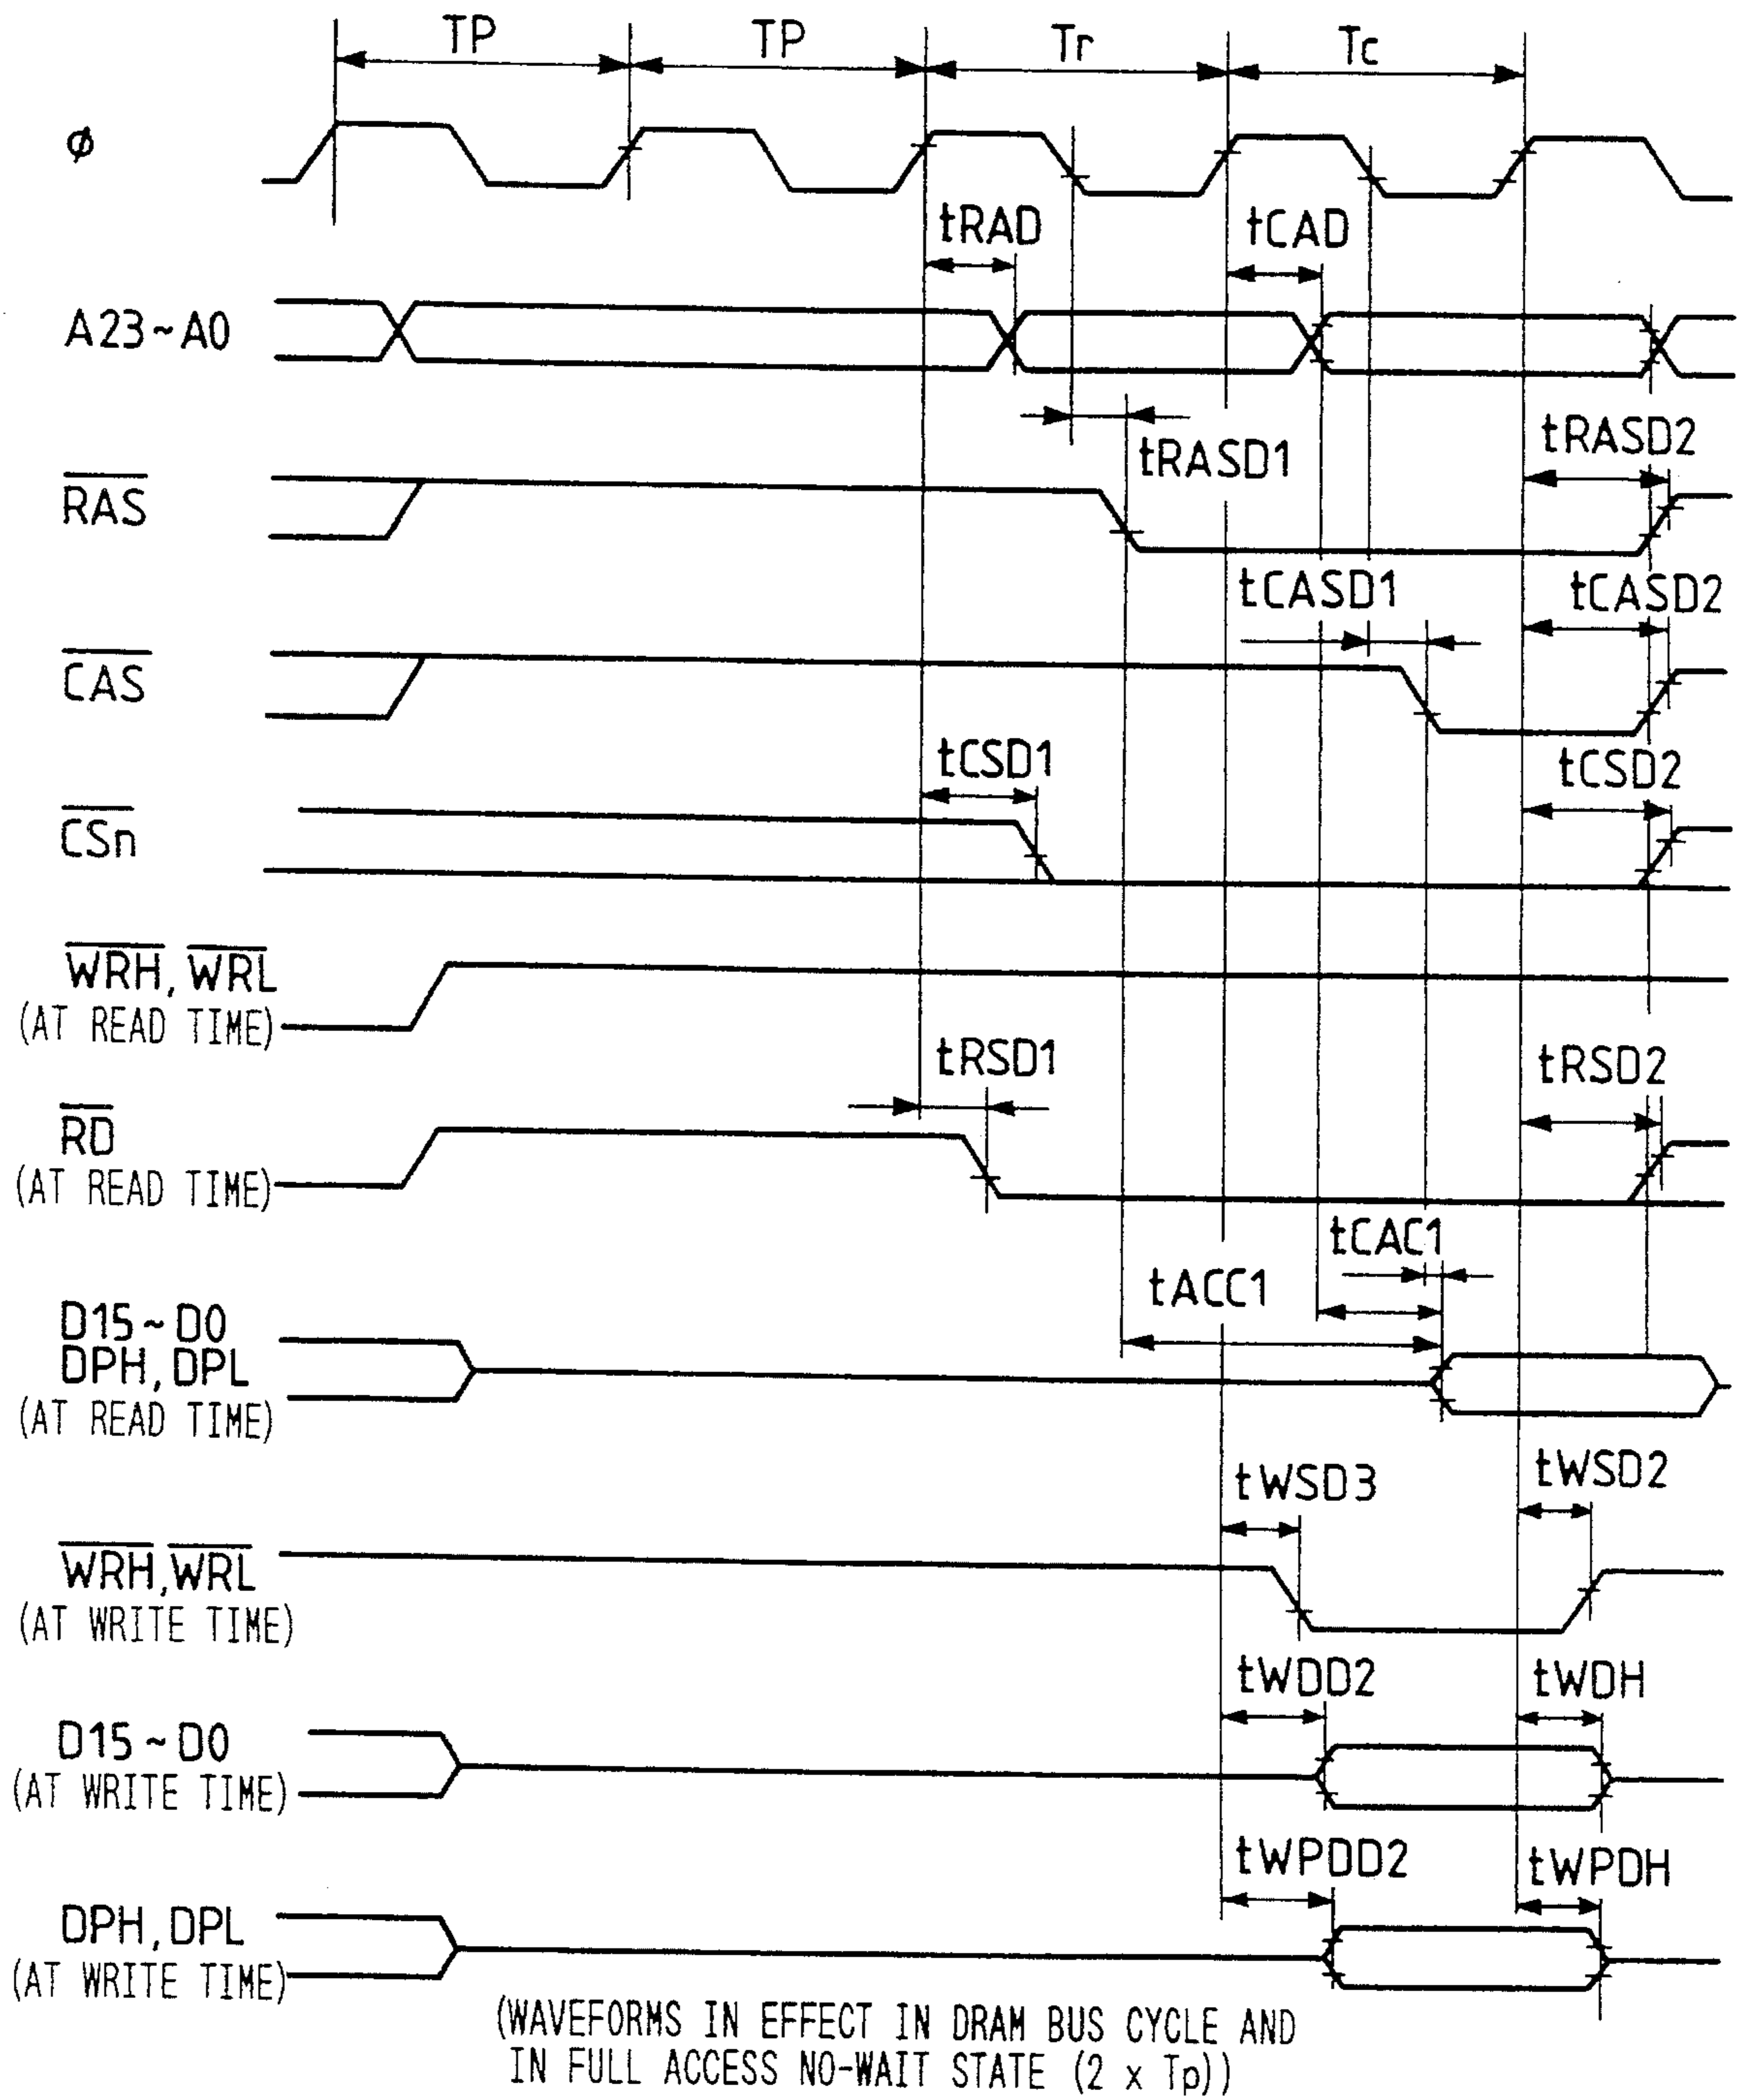 TP TP Tr Tc
ϕ
tRAD tCAD
A23~A0
tRASD1 tRASD2
RAS
tCASD1 tCASD2
CAS
tCSD1 tCSD2
CSn
WRH, WRL
(AT READ TIME)
tRSD1 tRSD2
RD
(AT READ TIME)
tCAC1
tACC1
D15~D0
DPH, DPL
(AT READ TIME)
tWSD3 tWSD2
WRH, WRL
(AT WRITE TIME)
tWDD2 tWDH
D15~D0
(AT WRITE TIME)
tWPDD2 tWPDH
DPH, DPL
(AT WRITE TIME)
(WAVEFORMS IN EFFECT IN DRAM BUS CYCLE AND
IN FULL ACCESS NO-WAIT STATE (2 x Tp))